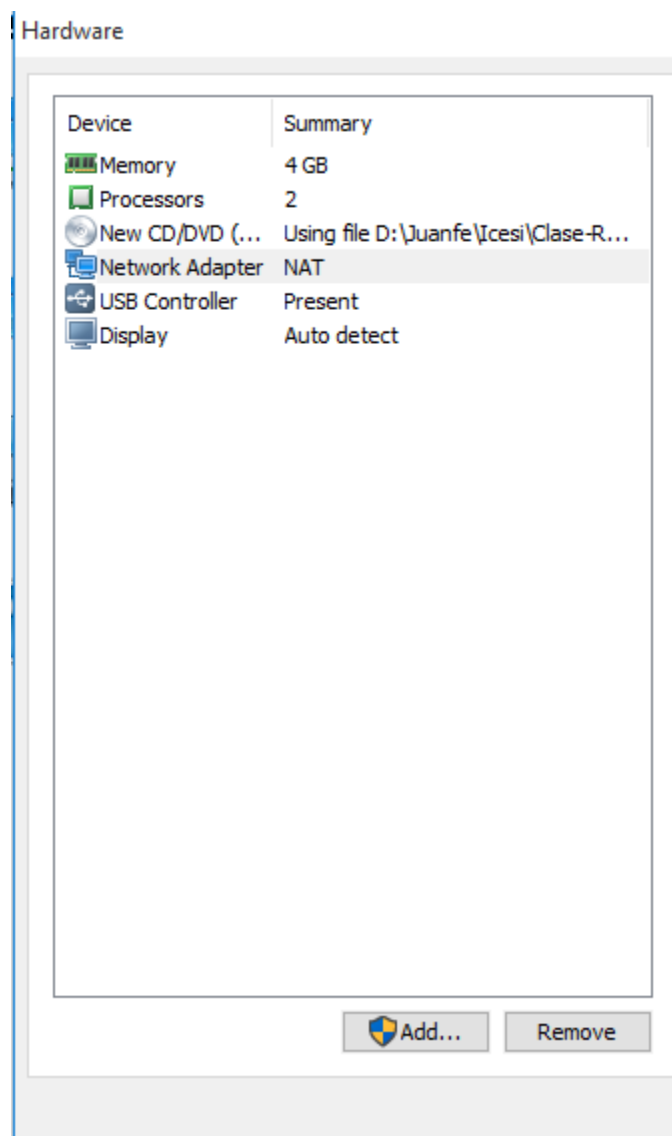 Hardware
Device Summary
Memory 4 GB
Processors 2
New CD/DVD (... Using file D:\Juanfe\Icesi\Clase-R...
Network Adapter NAT
USB Controller Present
Display Auto detect
Add... Remove